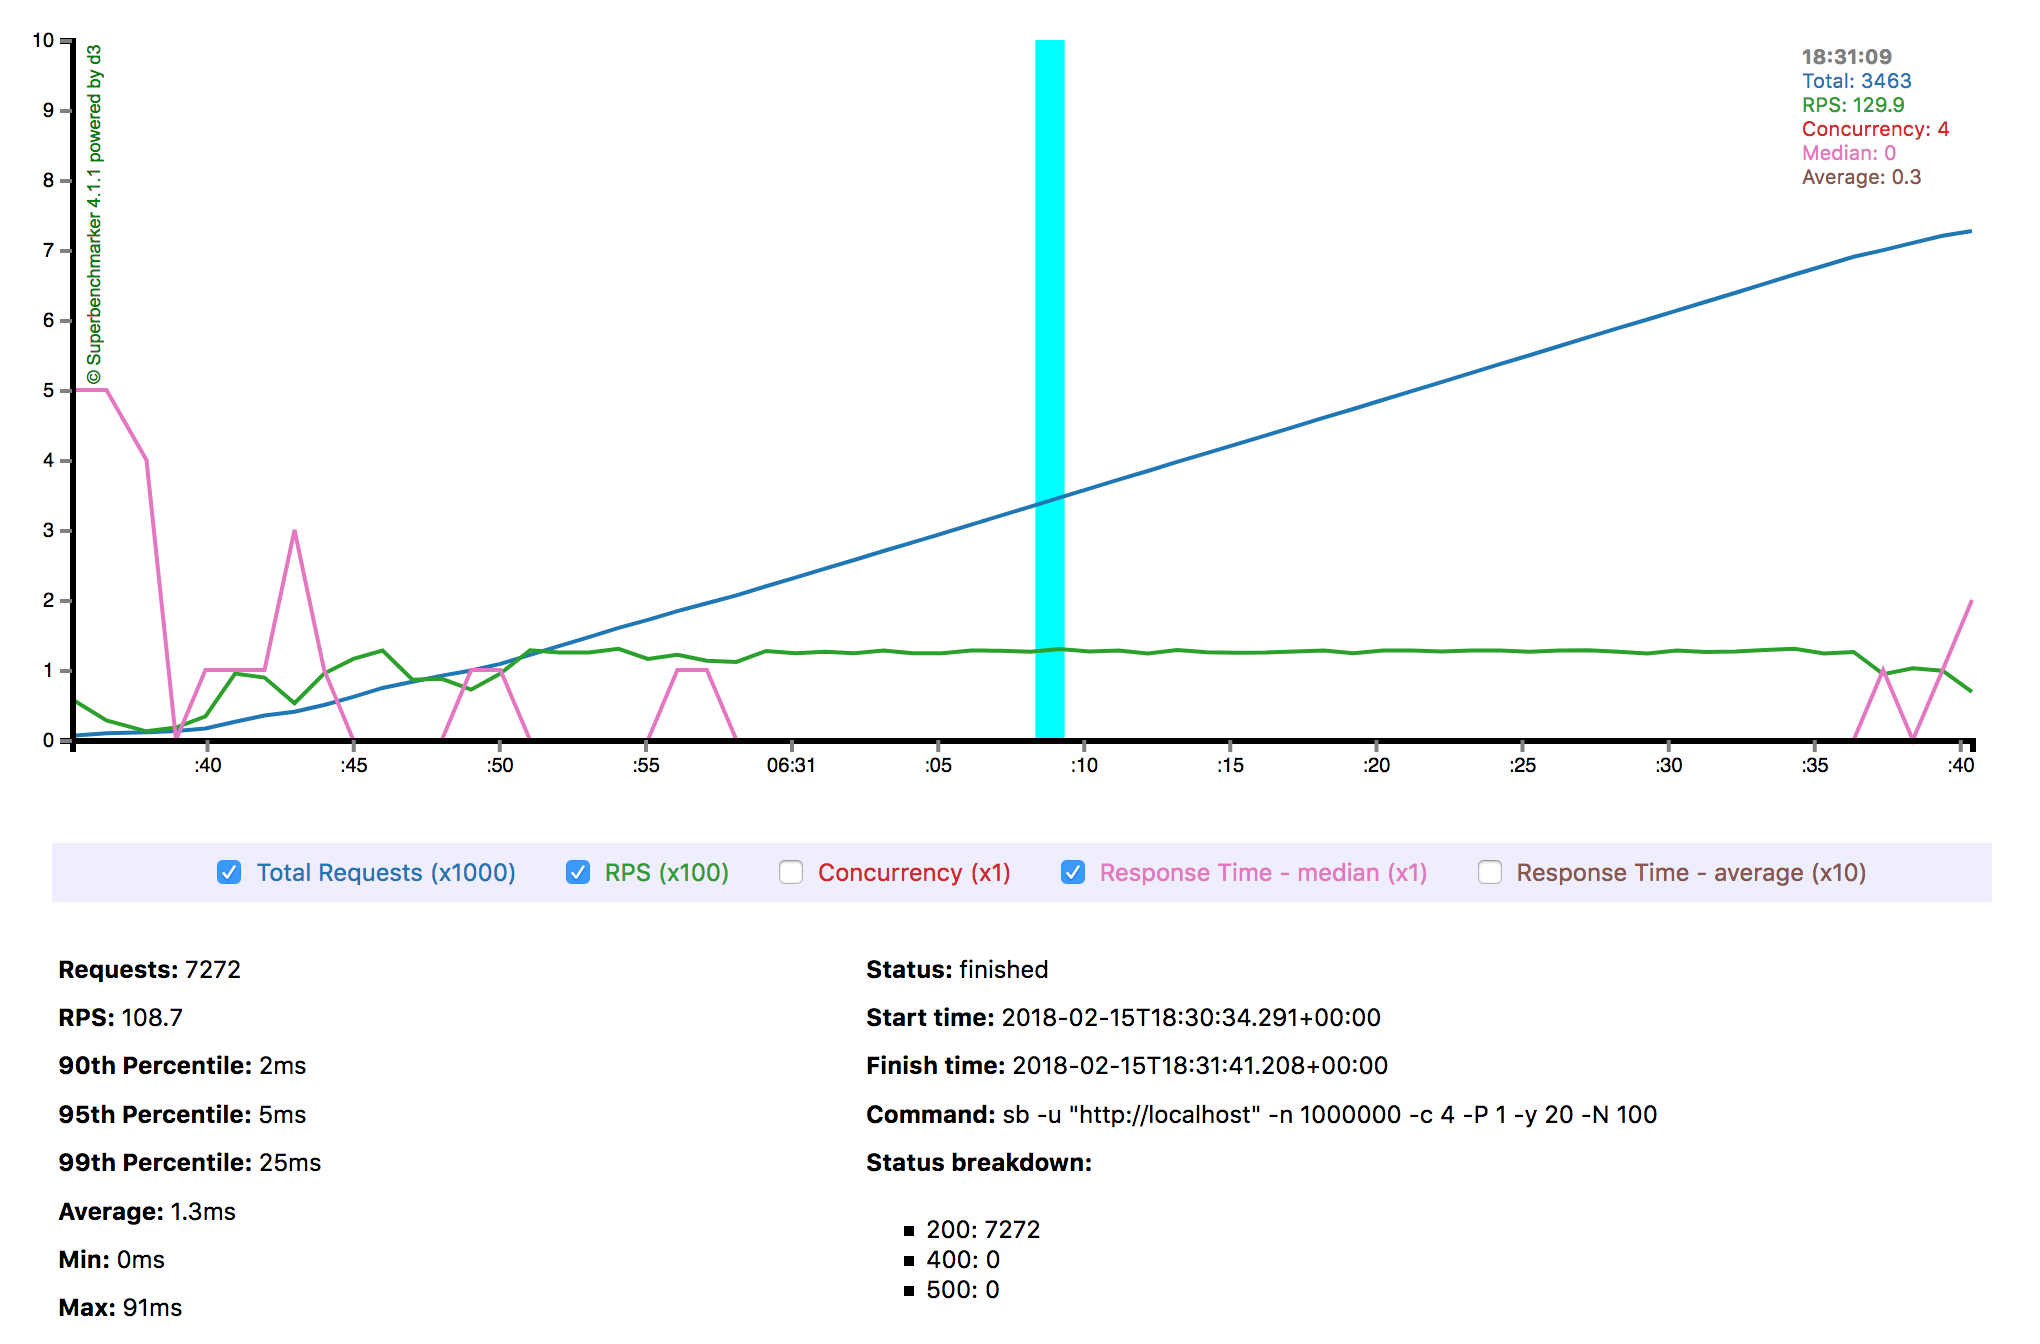 10
9
8
7
6
5
4
3
2
1
0
© Superbenchmarker 4.1.1 powered by d3
18:31:09
Total: 3463
RPS: 129.9
Concurrency: 4
Median: 0
Average: 0.3
:40 :45 :50 :55 06:31 :05 :10 :15 :20 :25 :30 :35 :40
Total Requests (x1000) RPS (x100) Concurrency (x1) Response Time - median (x1) Response Time - average (x10)
Requests: 7272
RPS: 108.7
90th Percentile: 2ms
95th Percentile: 5ms
99th Percentile: 25ms
Average: 1.3ms
Min: 0ms
Max: 91ms
Status: finished
Start time: 2018-02-15T18:30:34.291+00:00
Finish time: 2018-02-15T18:31:41.208+00:00
Command: sb -u "http://localhost" -n 1000000 -c 4 -P 1 -y 20 -N 100
Status breakdown:
200: 7272
400: 0
500: 0